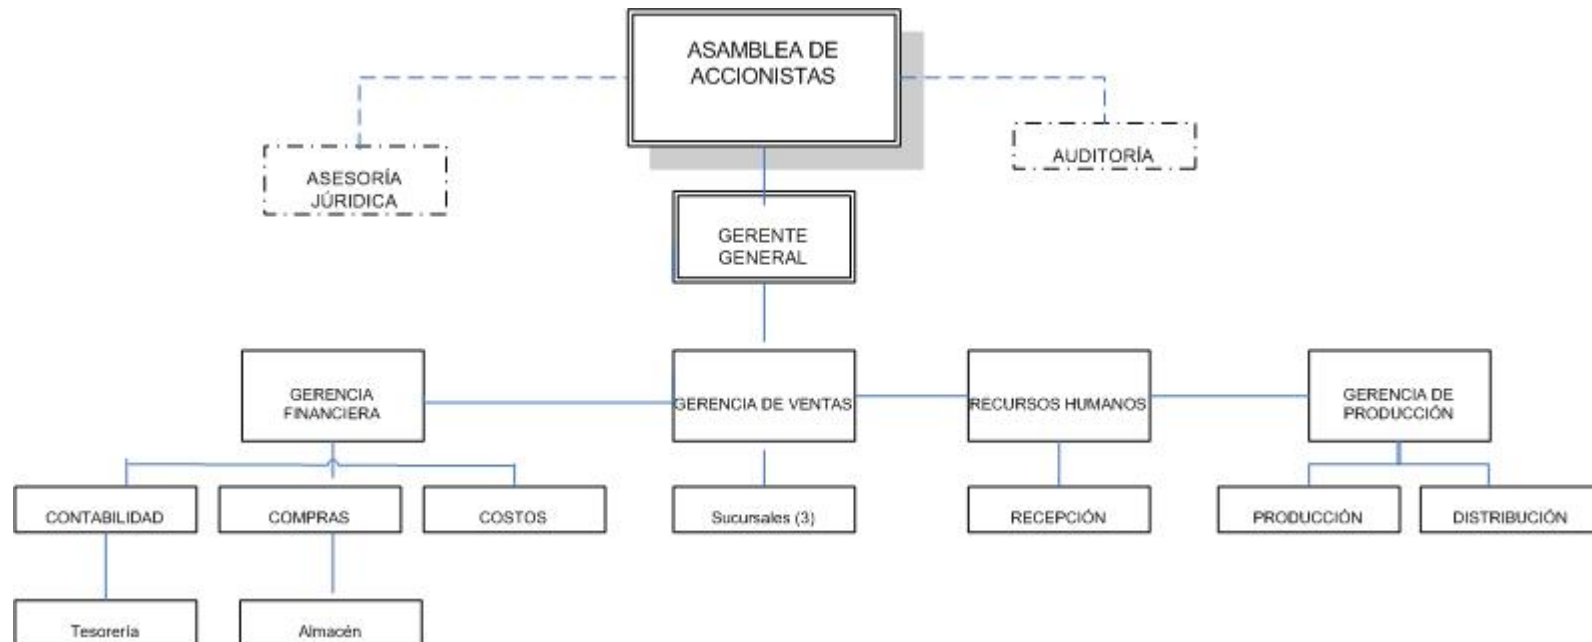 ASAMBLEA DE
ACCIONISTAS
ASESORÍA
JÚRIDICA
AUDITORÍA
GERENTE
GENERAL
GERENCIA
FINANCIERA
GERENCIA DE VENTAS
RECURSOS HUMANOS
GERENCIA DE
PRODUCCIÓN
CONTABILIDAD
COMPRAS
COSTOS
Sucursales (3)
RECEPCIÓN
PRODUCCIÓN
DISTRIBUCIÓN
Tesorería
Almacén